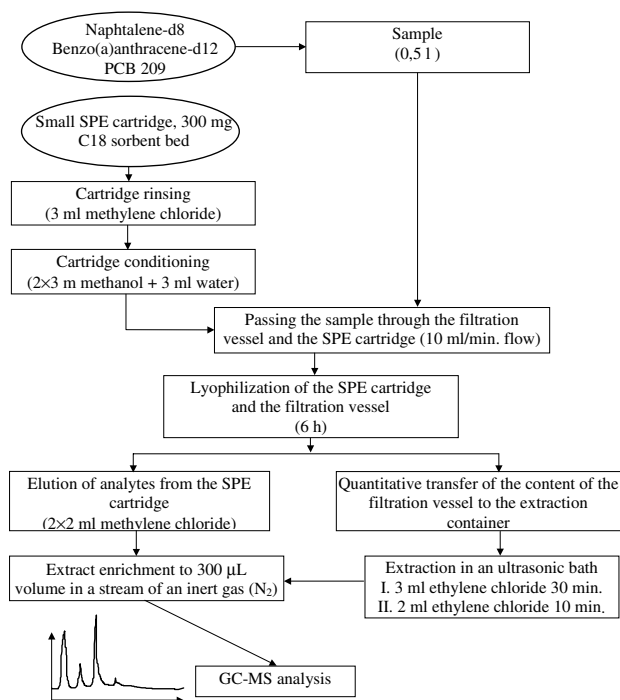 Naphtalene-d8
Benzo(a)anthracene-d12
PCB 209
Sample
(0,5 l)
Small SPE cartridge, 300 mg
C18 sorbent bed
Cartridge rinsing
(3 ml methylene chloride)
Cartridge conditioning
(2×3 m methanol + 3 ml water)
Passing the sample through the filtration
vessel and the SPE cartridge (10 ml/min. flow)
Lyophilization of the SPE cartridge
and the filtration vessel
(6 h)
Elution of analytes from the SPE
cartridge
(2×2 ml methylene chloride)
Quantitative transfer of the content of the
filtration vessel to the extraction
container
Extract enrichment to 300 μL
volume in a stream of an inert gas (N₂)
Extraction in an ultrasonic bath
I. 3 ml ethylene chloride 30 min.
II. 2 ml ethylene chloride 10 min.
GC-MS analysis